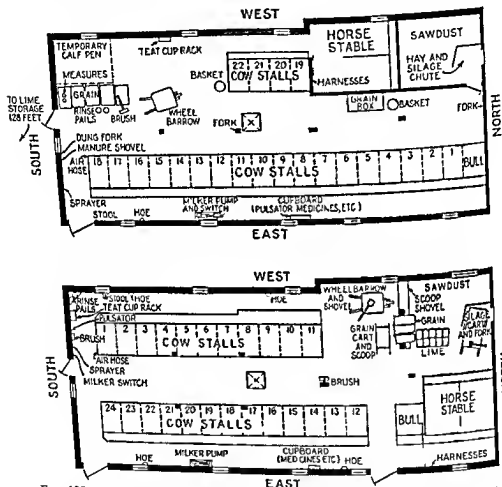 WEST
TEMPORARY
CALF PEN
TEAT CUP RACK
MEASURES
GRAIN
RINSE
PAILS
BRUSH
WHEEL
BARROW
BASKET
22 21 20 19
COW STALLS
HORSE
STABLE
SAWDUST
HAY AND
SILAGE
CHUTE
HARNESSES
GRAIN
BOX
BASKET
FORK
FORK
NORTH
TO LIME
STORAGE
128 FEET
SOUTH
DUNG FORK
MANURE SHOVEL
AIR
HOSE
18 17 16 15 14 13 12 11 10 9 8 7 6 5 4 3 2 1
BULL
COW STALLS
SPRAYER
STOOL
HOE
MILKER PUMP
AND SWITCH
CUPBOARD
(PULSATOR MEDICINES, ETC)
EAST
WEST
RINSE
PAILS
STOOL HOE
TEAT CUP RACK
PULSATOR
HOE
WHEELBARROW
AND
SHOVEL
SCOOP
SHOVEL
SAWDUST
GRAIN
SILAGE
CART
AND FORK
GRAIN
CART
AND
SCOOP
LIME
1 2 3 4 5 6 7 8 9 10 11
COW STALLS
BRUSH
AIR HOSE
SPRAYER
MILKER SWITCH
SOUTH
BRUSH
24 23 22 21 20 19 18 17 16 15 14 13 12
COW STALLS
BULL
HORSE
STABLE
HOE
MILKER PUMP
CUPBOARD
(MEDICINES ETC)
HOE
HARNESSES
EAST